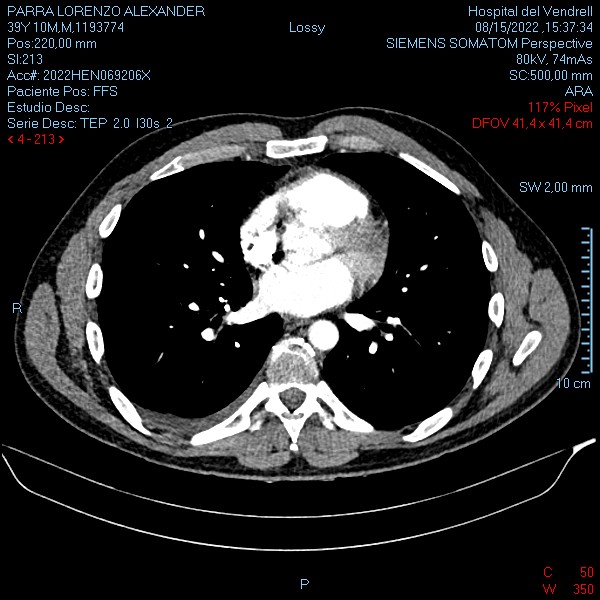 PARRA LORENZO ALEXANDER
39Y 10M,M,1193774
Pos:220,00 mm
SI:213
Acc#: 2022HEN069206X
Paciente Pos: FFS
Estudio Desc:
Serie Desc: TEP 2.0 I30s 2
< 4 - 213 >
Lossy
Hospital del Vendrell
08/15/2022 ,15:37:34
SIEMENS SOMATOM Perspective
80kV, 74mAs
SC:500,00 mm
ARA
117% Pixel
DFOV 41,4 x 41,4 cm
SW 2,00 mm
R
10 cm
P
C 50
W 350